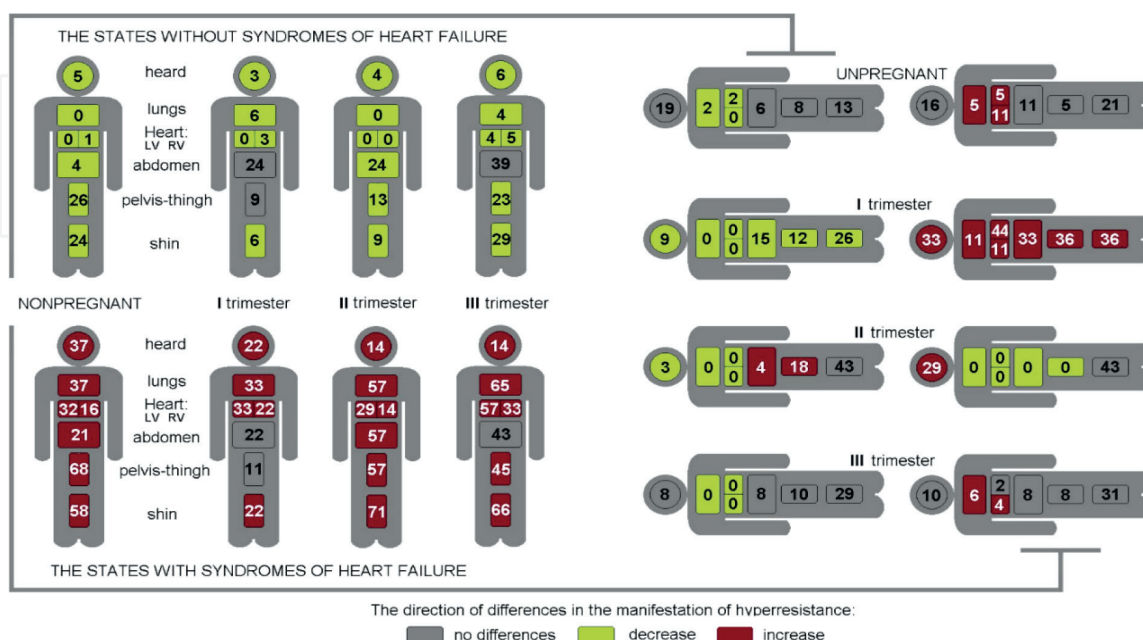 THE STATES WITHOUT SYNDROMES OF HEART FAILURE
5 heard 3 4 6
0 lungs 6 0 4
0 1 Heart: LV RV 0 3 0 0 4 5
4 abdomen 24 24 39
26 pelvis-thingh 9 13 23
24 shin 6 9 29
NONPREGNANT I trimester II trimester III trimester
37 heard 22 14 14
37 lungs 33 57 65
32 16 Heart: LV RV 33 22 29 14 57 33
21 abdomen 22 57 43
68 pelvis-thingh 11 57 45
58 shin 22 71 66
THE STATES WITH SYNDROMES OF HEART FAILURE
UNPREGNANT
19 2 2 0 6 8 13
16 5 5 11 11 5 21
I trimester
9 0 0 0 15 12 26
33 11 44 11 33 36 36
II trimester
3 0 0 0 4 18 43
29 0 0 0 0 0 43
III trimester
8 0 0 0 8 10 29
10 6 2 4 8 8 31
The direction of differences in the manifestation of hyperresistance:
no differences decrease increase